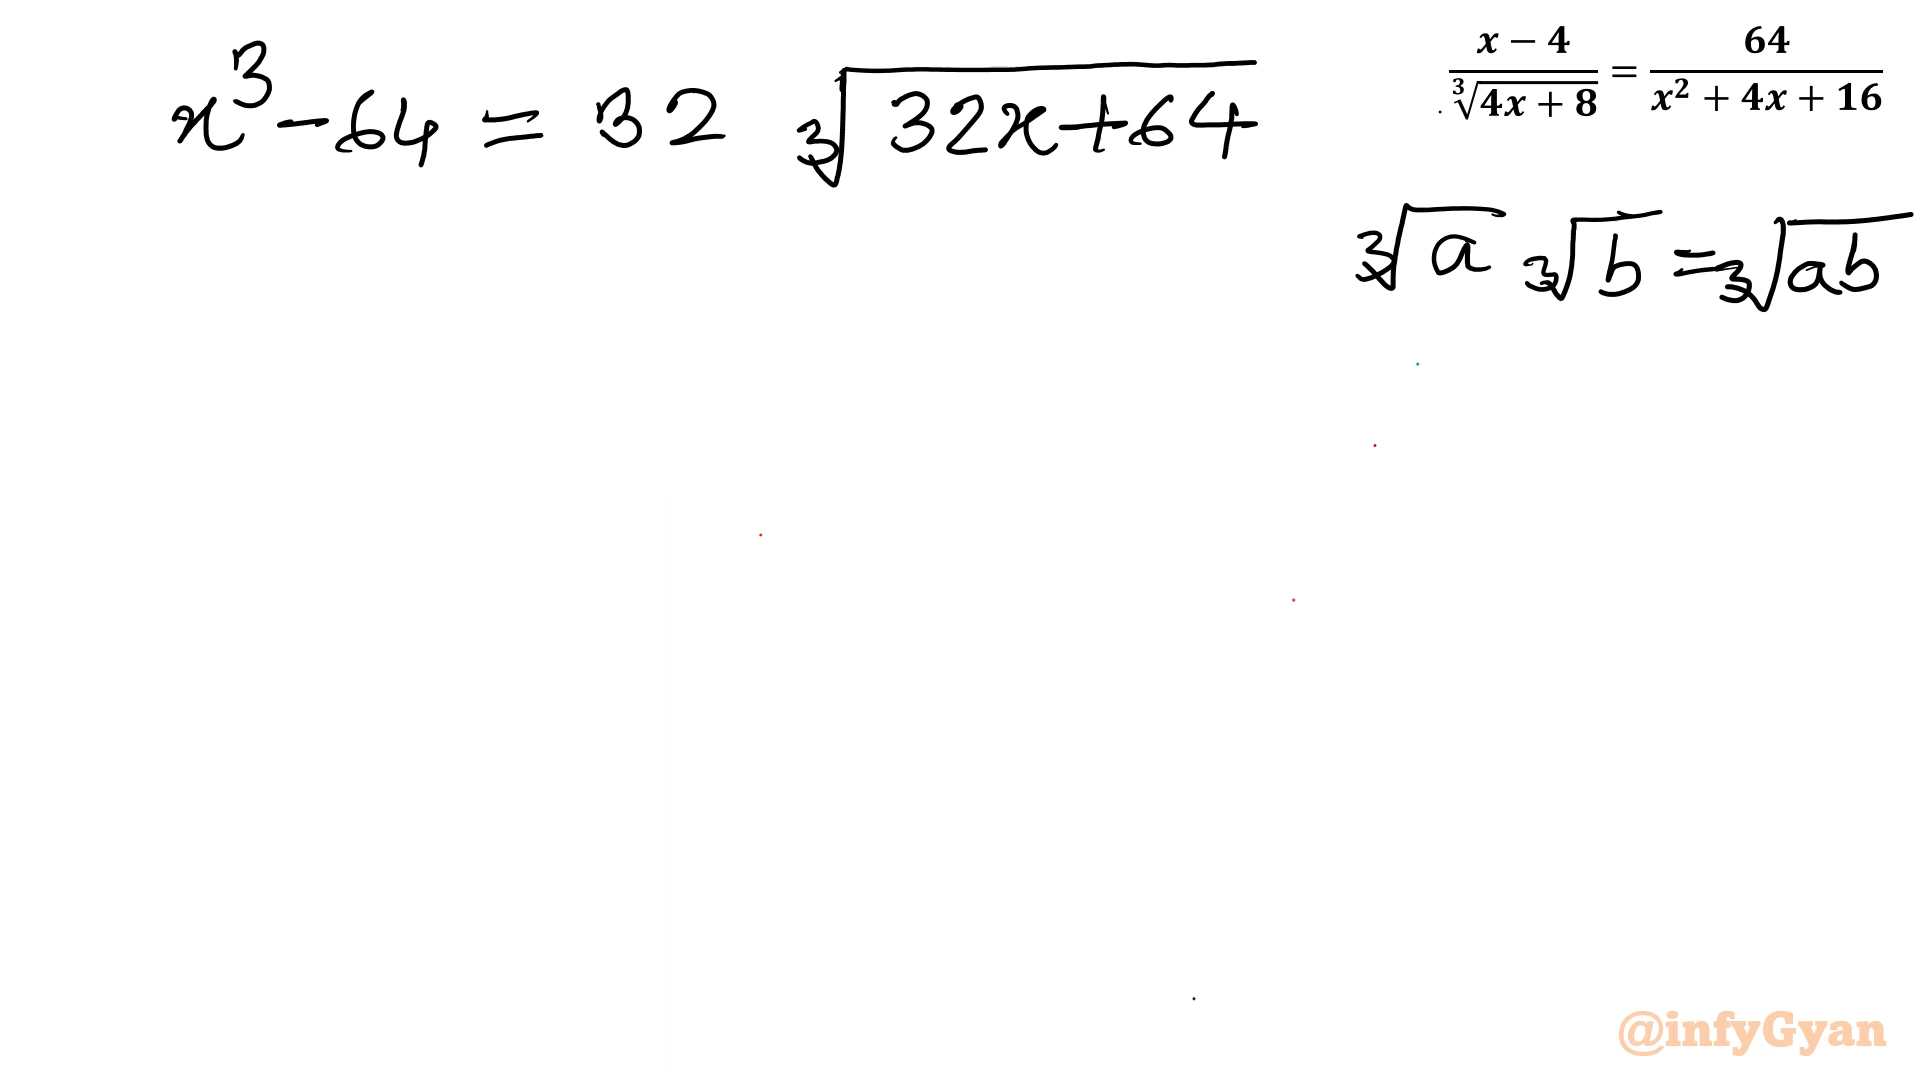 x³ - 64 = 32 ∛(32x + 64)
(x − 4)/∛(4x + 8) = 64/(x² + 4x + 16)
∛a ∛b = ∛ab
@infyGyan